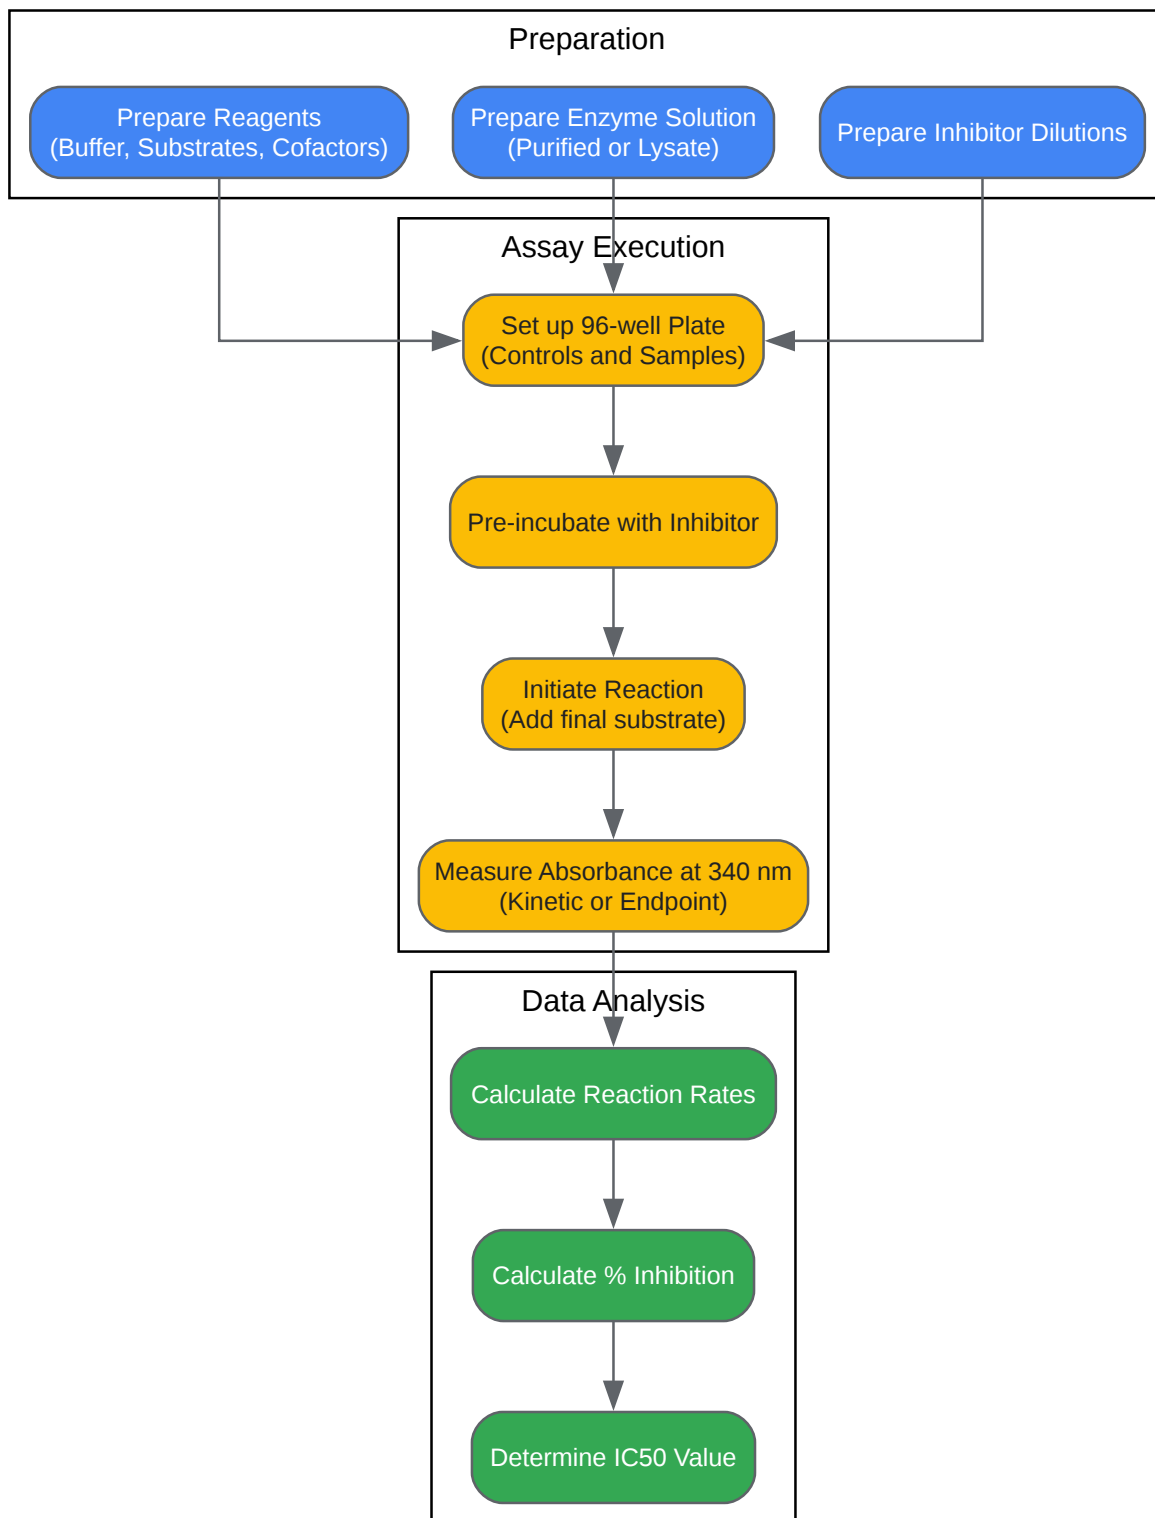 Preparation
Prepare Reagents
(Buffer, Substrates, Cofactors)
Prepare Enzyme Solution
(Purified or Lysate)
Prepare Inhibitor Dilutions
Assay Execution
Set up 96-well Plate
(Controls and Samples)
Pre-incubate with Inhibitor
Initiate Reaction
(Add final substrate)
Measure Absorbance at 340 nm
(Kinetic or Endpoint)
Data Analysis
Calculate Reaction Rates
Calculate % Inhibition
Determine IC50 Value